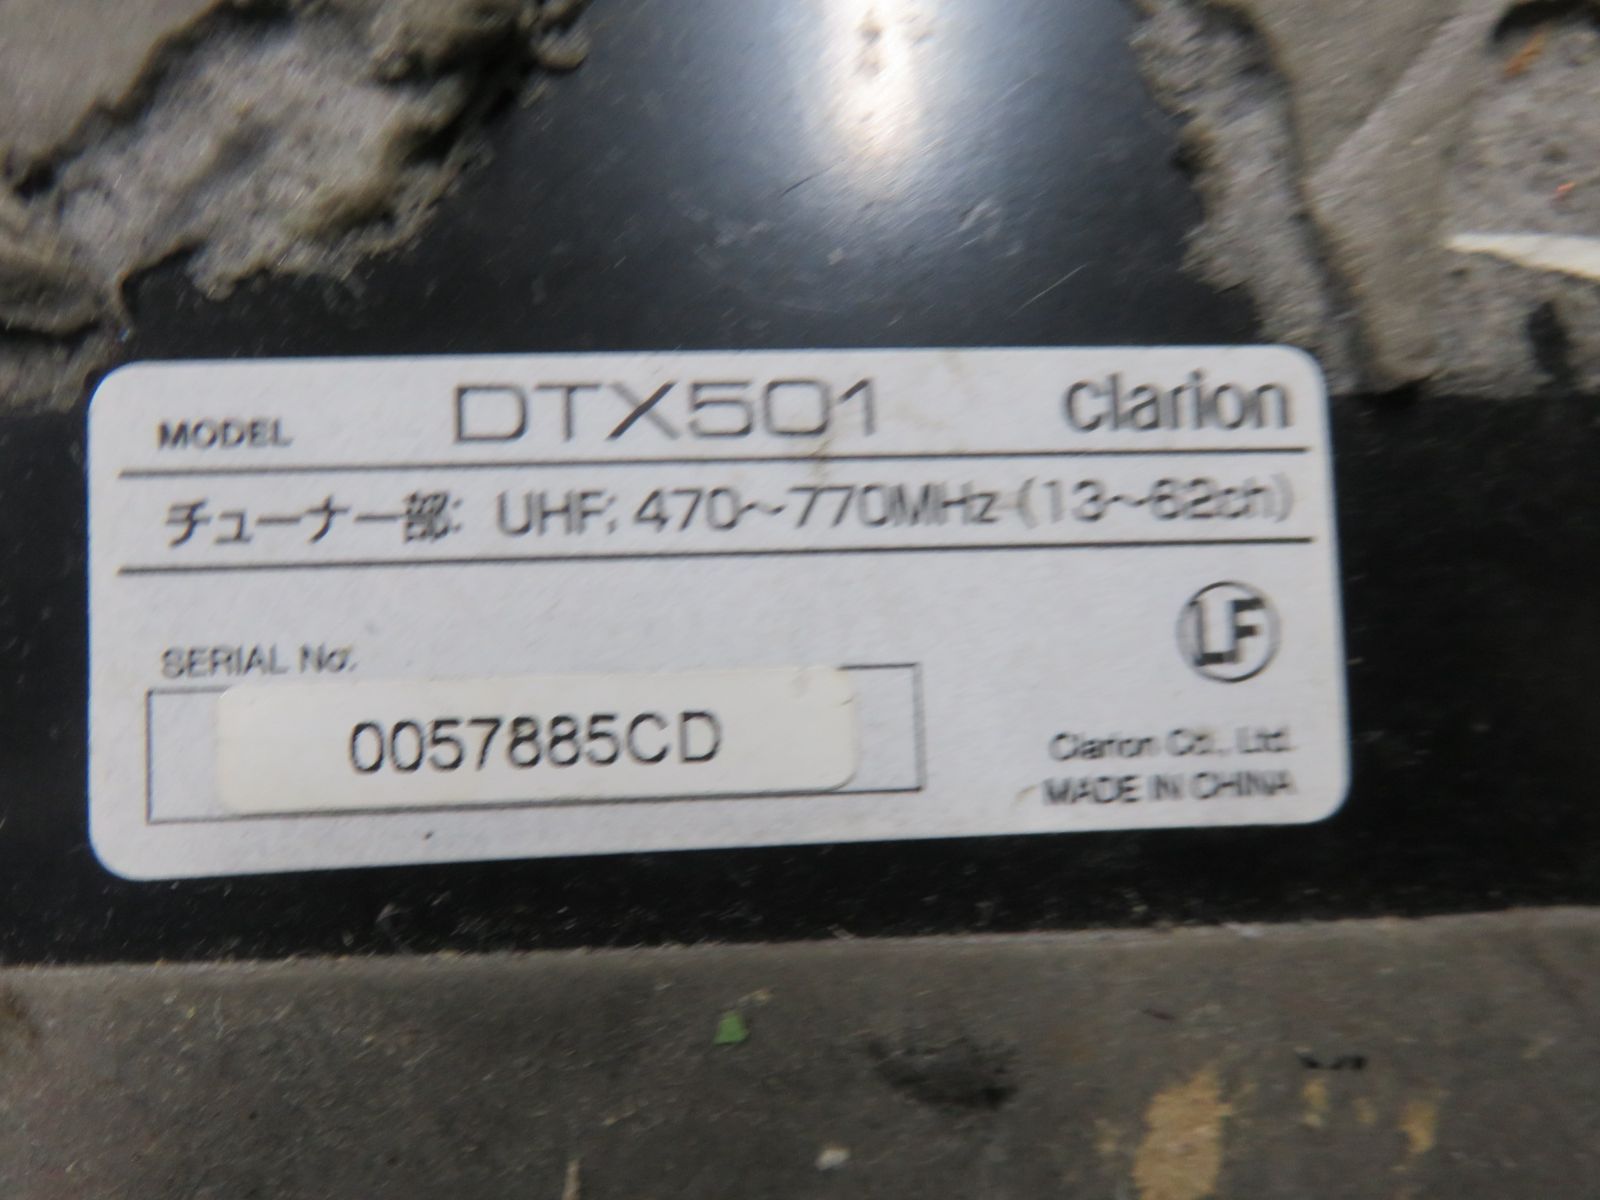 MODEL DTX501 Clarion
チューナー部: UHF; 470～770MHz (13～62ch)
LF
SERIAL No.
0057885CD
Clarion Co., Ltd.
MADE IN CHINA